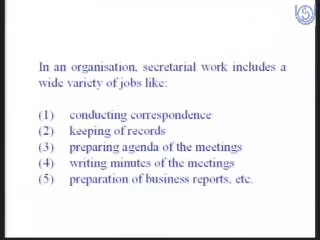 In an organisation, secretarial work includes a
wide variety of jobs like:
(1) conducting correspondence
(2) keeping of records
(3) preparing agenda of the meetings
(4) writing minutes of the meetings
(5) preparation of business reports, etc.